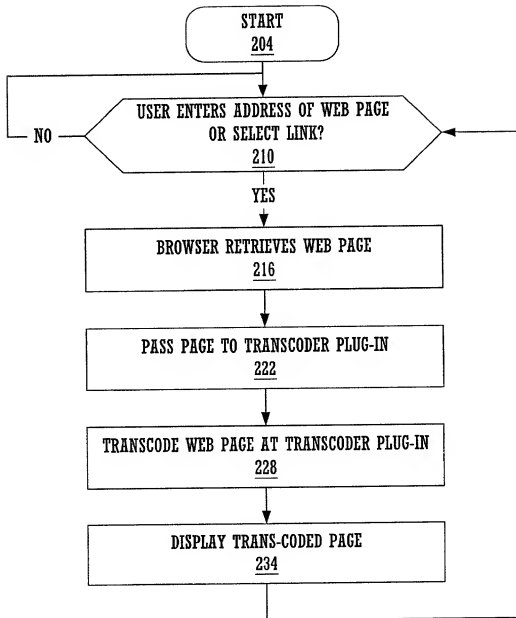 START
204
USER ENTERS ADDRESS OF WEB PAGE
OR SELECT LINK?
210
NO
YES
BROWSER RETRIEVES WEB PAGE
216
PASS PAGE TO TRANSCODER PLUG-IN
222
TRANSCODE WEB PAGE AT TRANSCODER PLUG-IN
228
DISPLAY TRANS-CODED PAGE
234